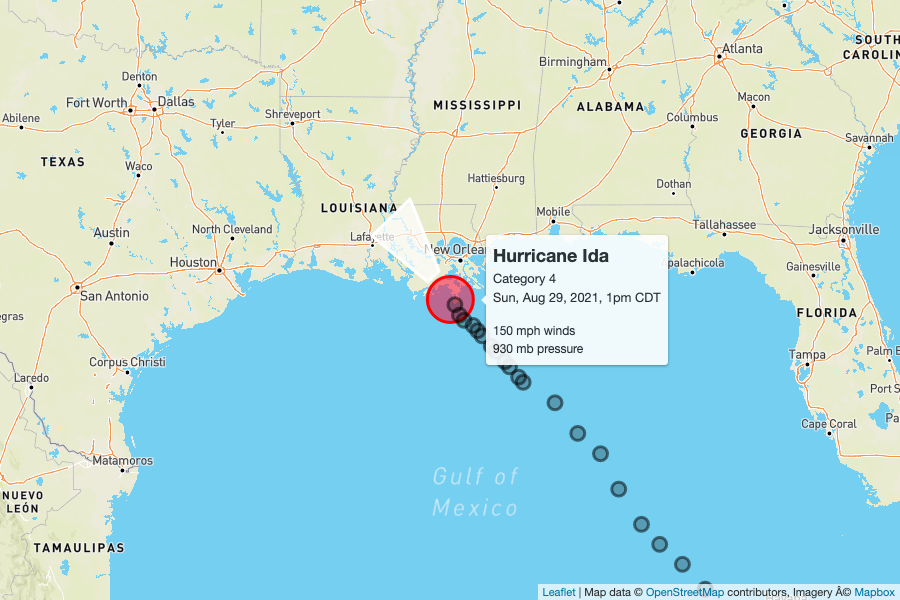 SOUTH
CAROLIN
Atlanta
Birmingham
Denton
Fort Worth
Dallas
Abilene
Tyler
Shreveport
MISSISSIPPI
ALABAMA
Macon
Columbus
GEORGIA
Savannah
TEXAS
Waco
Hattiesburg
Dothan
LOUISIANA
Mobile
Tallahassee
Jacksonville
Austin
North Cleveland
Lafayette
New Orlean
Houston
palachicola
Gainesville
San Antonio
egras
Hurricane Ida
Category 4
Sun, Aug 29, 2021, 1pm CDT
150 mph winds
930 mb pressure
FLORIDA
Tampa
Palm B
Corpus Christi
Laredo
Port S
Cape Coral
Pa
Matamoros
Gulf of
Mexico
NUEVO
LEÓN
TAMAULIPAS
Leaflet | Map data © OpenStreetMap contributors, Imagery Â© Mapbox